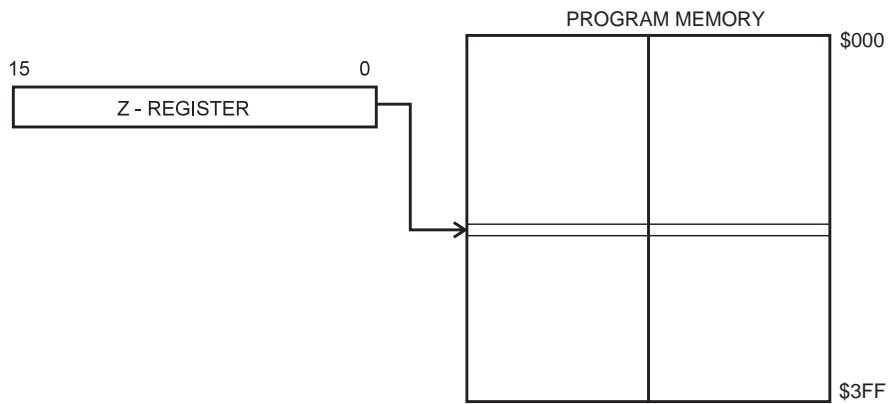 PROGRAM MEMORY
$000
15 0
Z - REGISTER
$3FF